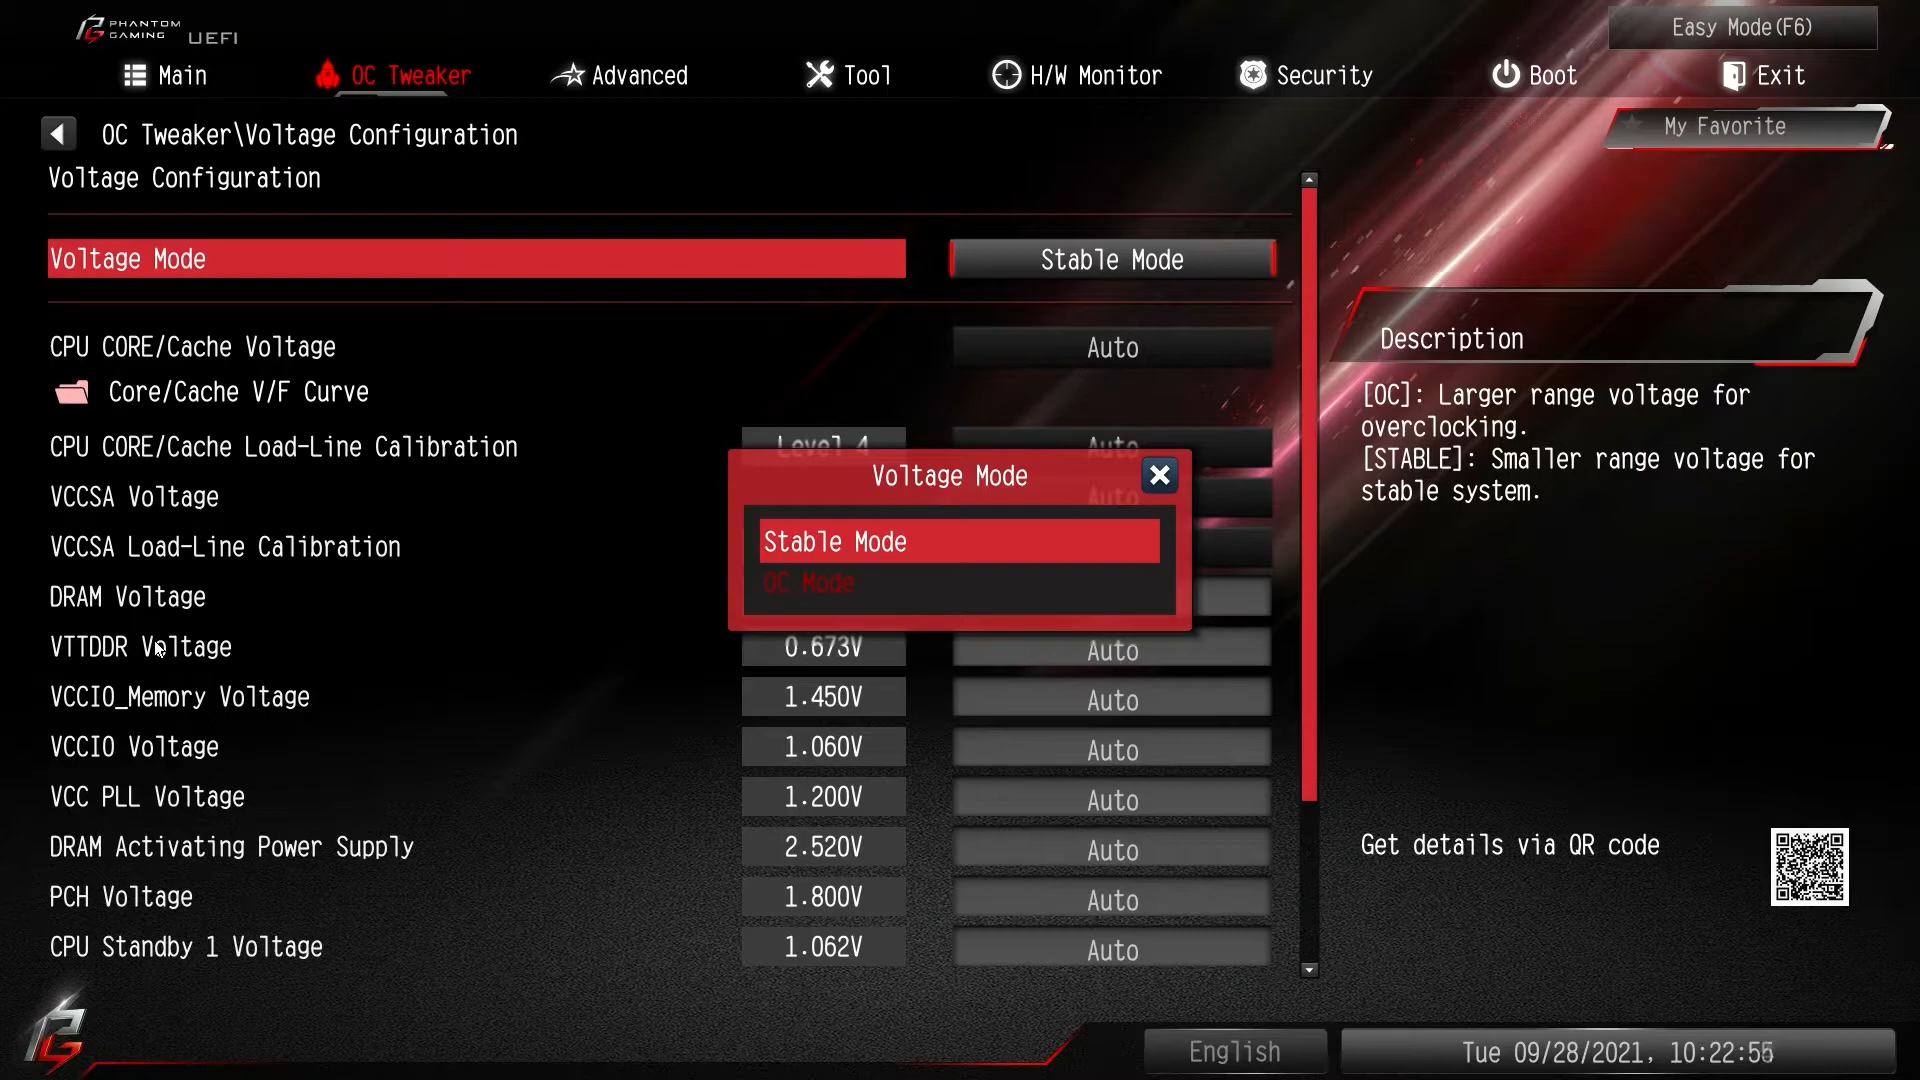 PHANTOM
GAMING UEFI
Easy Mode(F6)
Main OC Tweaker Advanced Tool H/W Monitor Security Boot Exit
My Favorite
OC Tweaker\Voltage Configuration
Voltage Configuration
Voltage Mode Stable Mode
CPU CORE/Cache Voltage Auto
Core/Cache V/F Curve
CPU CORE/Cache Load-Line Calibration Level 4 Auto
VCCSA Voltage Auto
VCCSA Load-Line Calibration
DRAM Voltage
VTTDDR Voltage 0.673V Auto
VCCIO_Memory Voltage 1.450V Auto
VCCIO Voltage 1.060V Auto
VCC PLL Voltage 1.200V Auto
DRAM Activating Power Supply 2.520V Auto
PCH Voltage 1.800V Auto
CPU Standby 1 Voltage 1.062V Auto
Voltage Mode
Stable Mode
OC Mode
Description
[OC]: Larger range voltage for
overclocking.
[STABLE]: Smaller range voltage for
stable system.
Get details via QR code
English
Tue 09/28/2021,